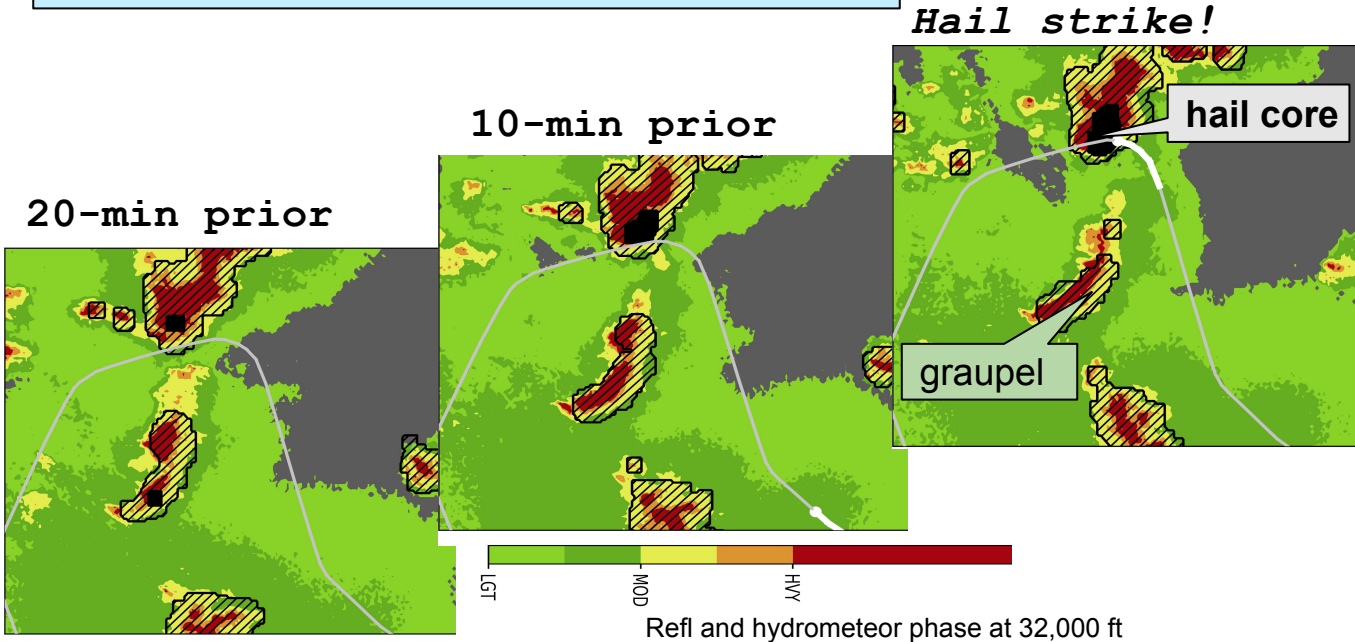 Hail strike!
hail core
10-min prior
20-min prior
graupel
LGT
MOD
HVY
Refl and hydrometeor phase at 32,000 ft